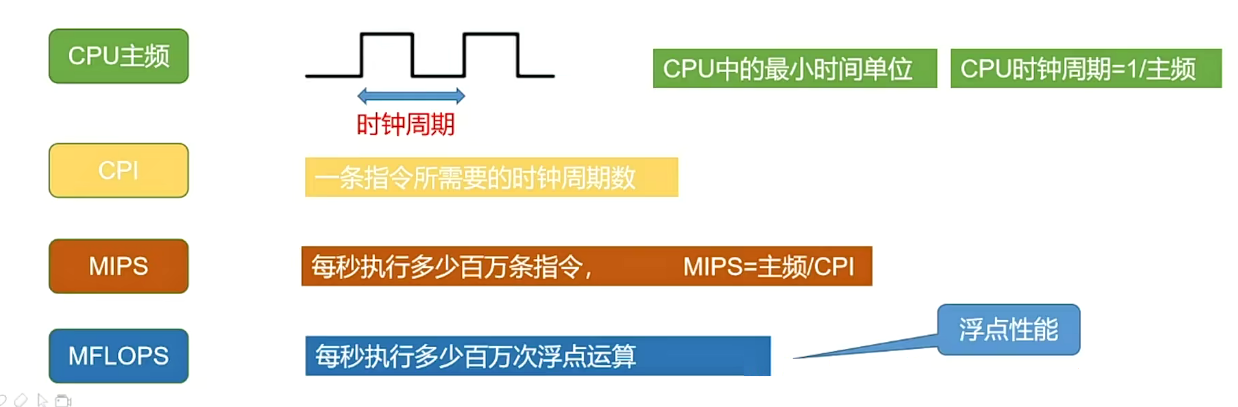 CPU主频
CPU中的最小时间单位
CPU时钟周期=1/主频
时钟周期
CPI
一条指令所需要的时钟周期数
MIPS
每秒执行多少百万条指令, MIPS=主频/CPI
浮点性能
MFLOPS
每秒执行多少百万次浮点运算